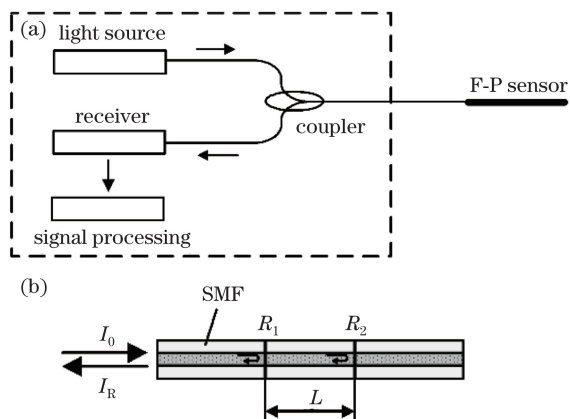 (a)
light source
F-P sensor
receiver
coupler
signal processing
(b)
SMF
R1 R2
I0
IR
L